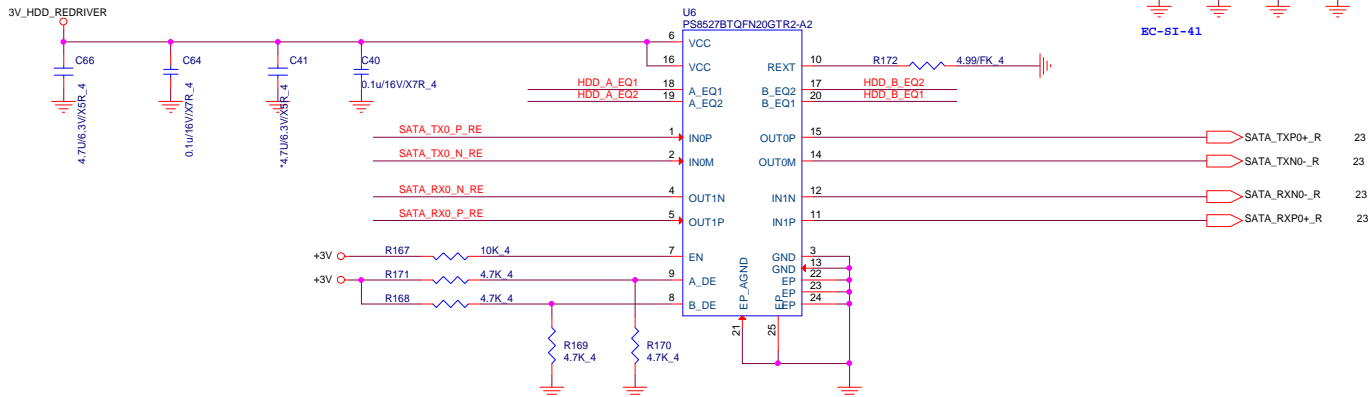 3V_HDD_REDRIVER
U6
PS8527BTQFN20GTR2-A2
EC-SI-41
C66
4.7U/6.3V/X5R_4
C64
0.1u/16V/X7R_4
C41
*4.7U/6.3V/X5R_4
C40
0.1u/16V/X7R_4
6 VCC
16 VCC
REXT 10
R172 4.99/FK_4
HDD_A_EQ1 18 A_EQ1
HDD_A_EQ2 19 A_EQ2
B_EQ2 17 HDD_B_EQ2
B_EQ1 20 HDD_B_EQ1
SATA_TX0_P_RE 1 IN0P
OUT0P 15 SATA_TXP0+_R 23
SATA_TX0_N_RE 2 IN0M
OUT0M 14 SATA_TXN0-_R 23
SATA_RX0_N_RE 4 OUT1N
IN1N 12 SATA_RXN0-_R 23
SATA_RX0_P_RE 5 OUT1P
IN1P 11 SATA_RXP0+_R 23
+3V R167 10K_4 7 EN
+3V R171 4.7K_4 9 A_DE
R168 4.7K_4 8 B_DE
GND 3
GND 13
EP 22
EP 23
EP 24
EP_AGND 21
EP 25
R169
4.7K_4
R170
4.7K_4